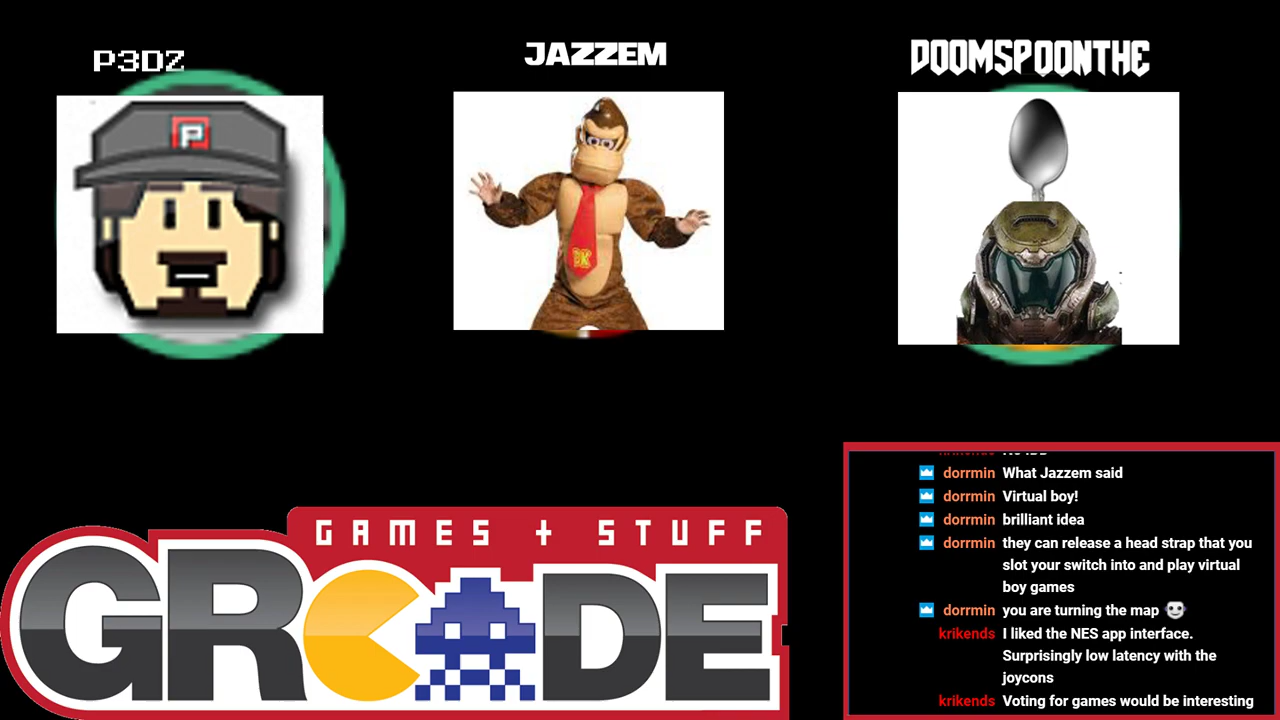 P3DZ
JAZZEM
DOOMSPOONTHE
P
DK
dorrmin What Jazzem said
dorrmin Virtual boy!
dorrmin brilliant idea
dorrmin they can release a head strap that you
slot your switch into and play virtual
boy games
dorrmin you are turning the map
krikends I liked the NES app interface.
Surprisingly low latency with the
joycons
krikends Voting for games would be interesting
GAMES + STUFF
GRCADE